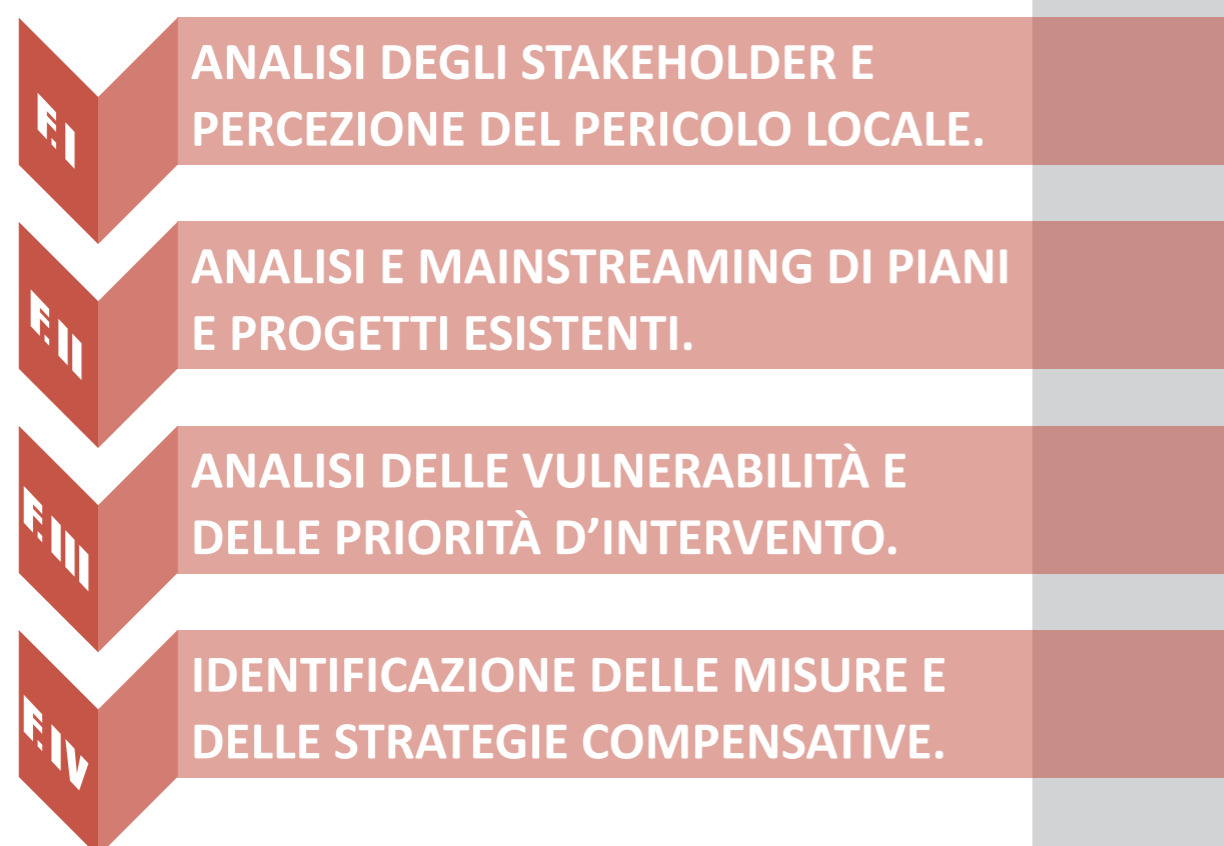 F.I
ANALISI DEGLI STAKEHOLDER E
PERCEZIONE DEL PERICOLO LOCALE.
F.II
ANALISI E MAINSTREAMING DI PIANI
E PROGETTI ESISTENTI.
F.III
ANALISI DELLE VULNERABILITÀ E
DELLE PRIORITÀ D’INTERVENTO.
F.IV
IDENTIFICAZIONE DELLE MISURE E
DELLE STRATEGIE COMPENSATIVE.